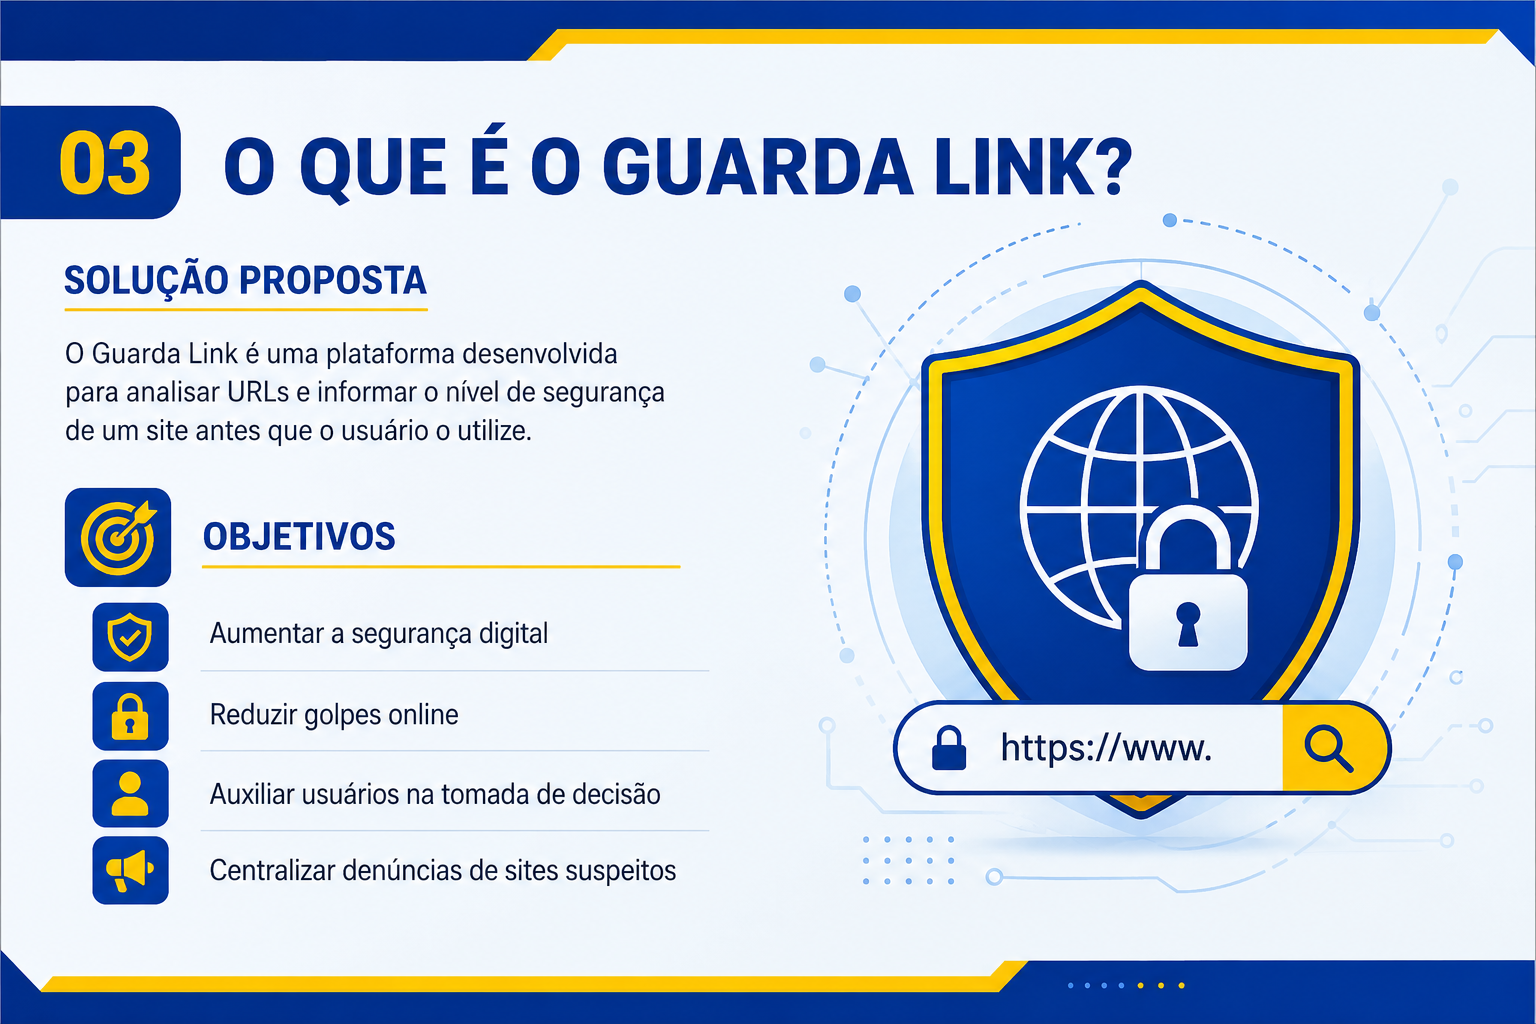 03
O QUE É O GUARDA LINK?
SOLUÇÃO PROPOSTA
O Guarda Link é uma plataforma desenvolvida
para analisar URLs e informar o nível de segurança
de um site antes que o usuário o utilize.
OBJETIVOS
Aumentar a segurança digital
Reduzir golpes online
Auxiliar usuários na tomada de decisão
Centralizar denúncias de sites suspeitos
https://www.